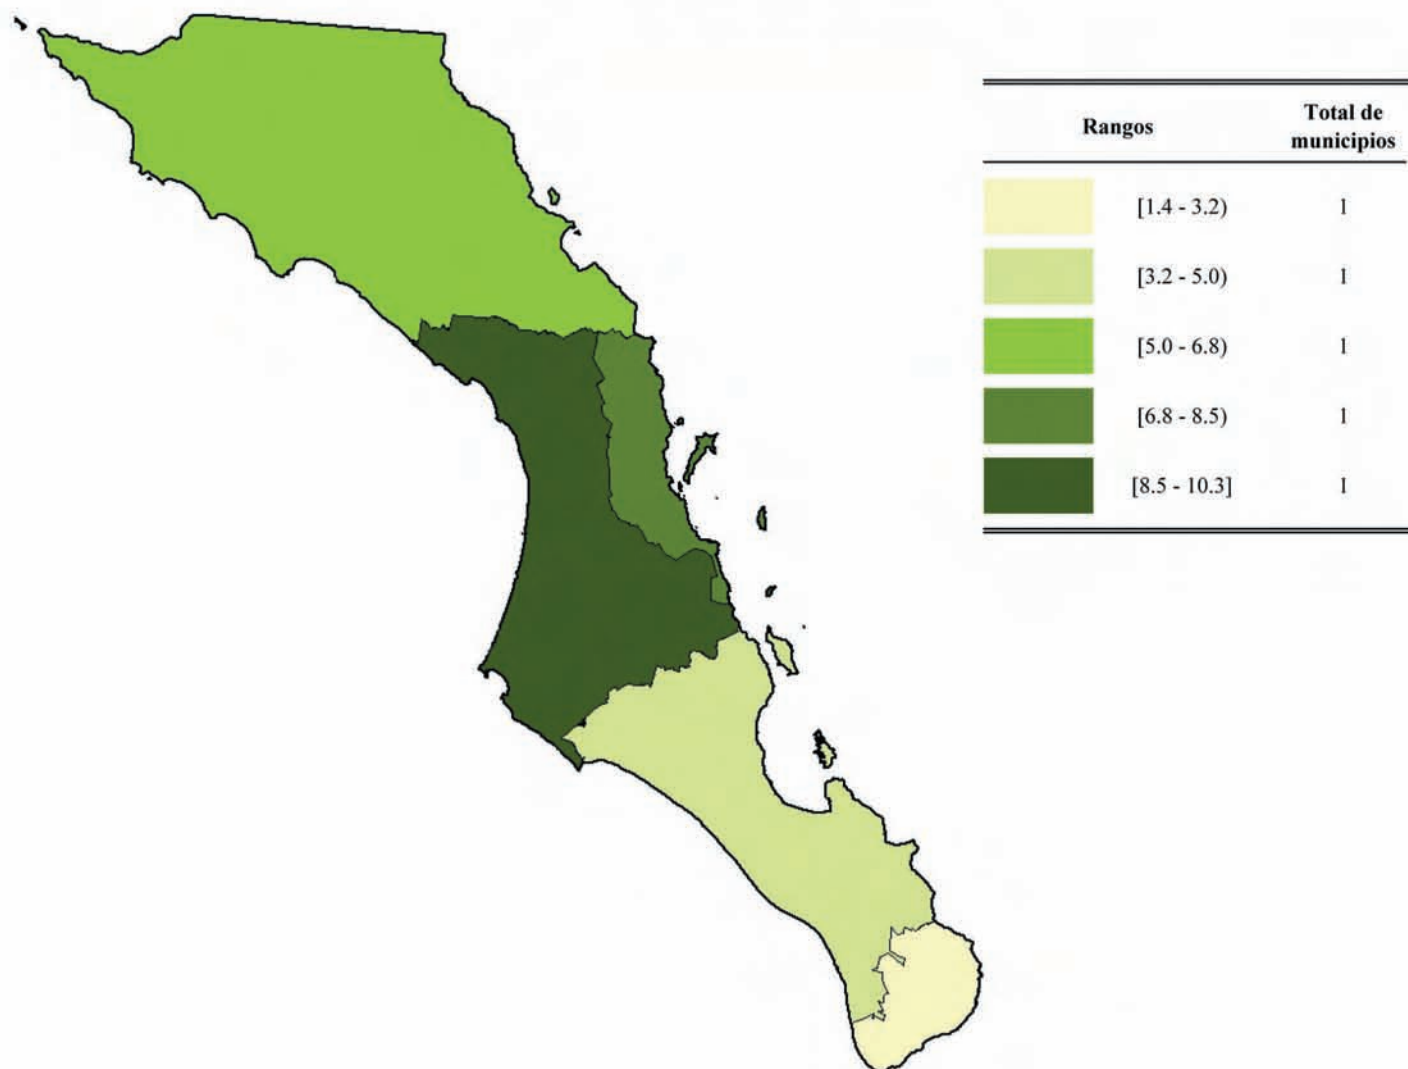 Rangos
Total de
municipios
[1.4 - 3.2)
1
[3.2 - 5.0)
1
[5.0 - 6.8)
1
[6.8 - 8.5)
1
[8.5 - 10.3]
1